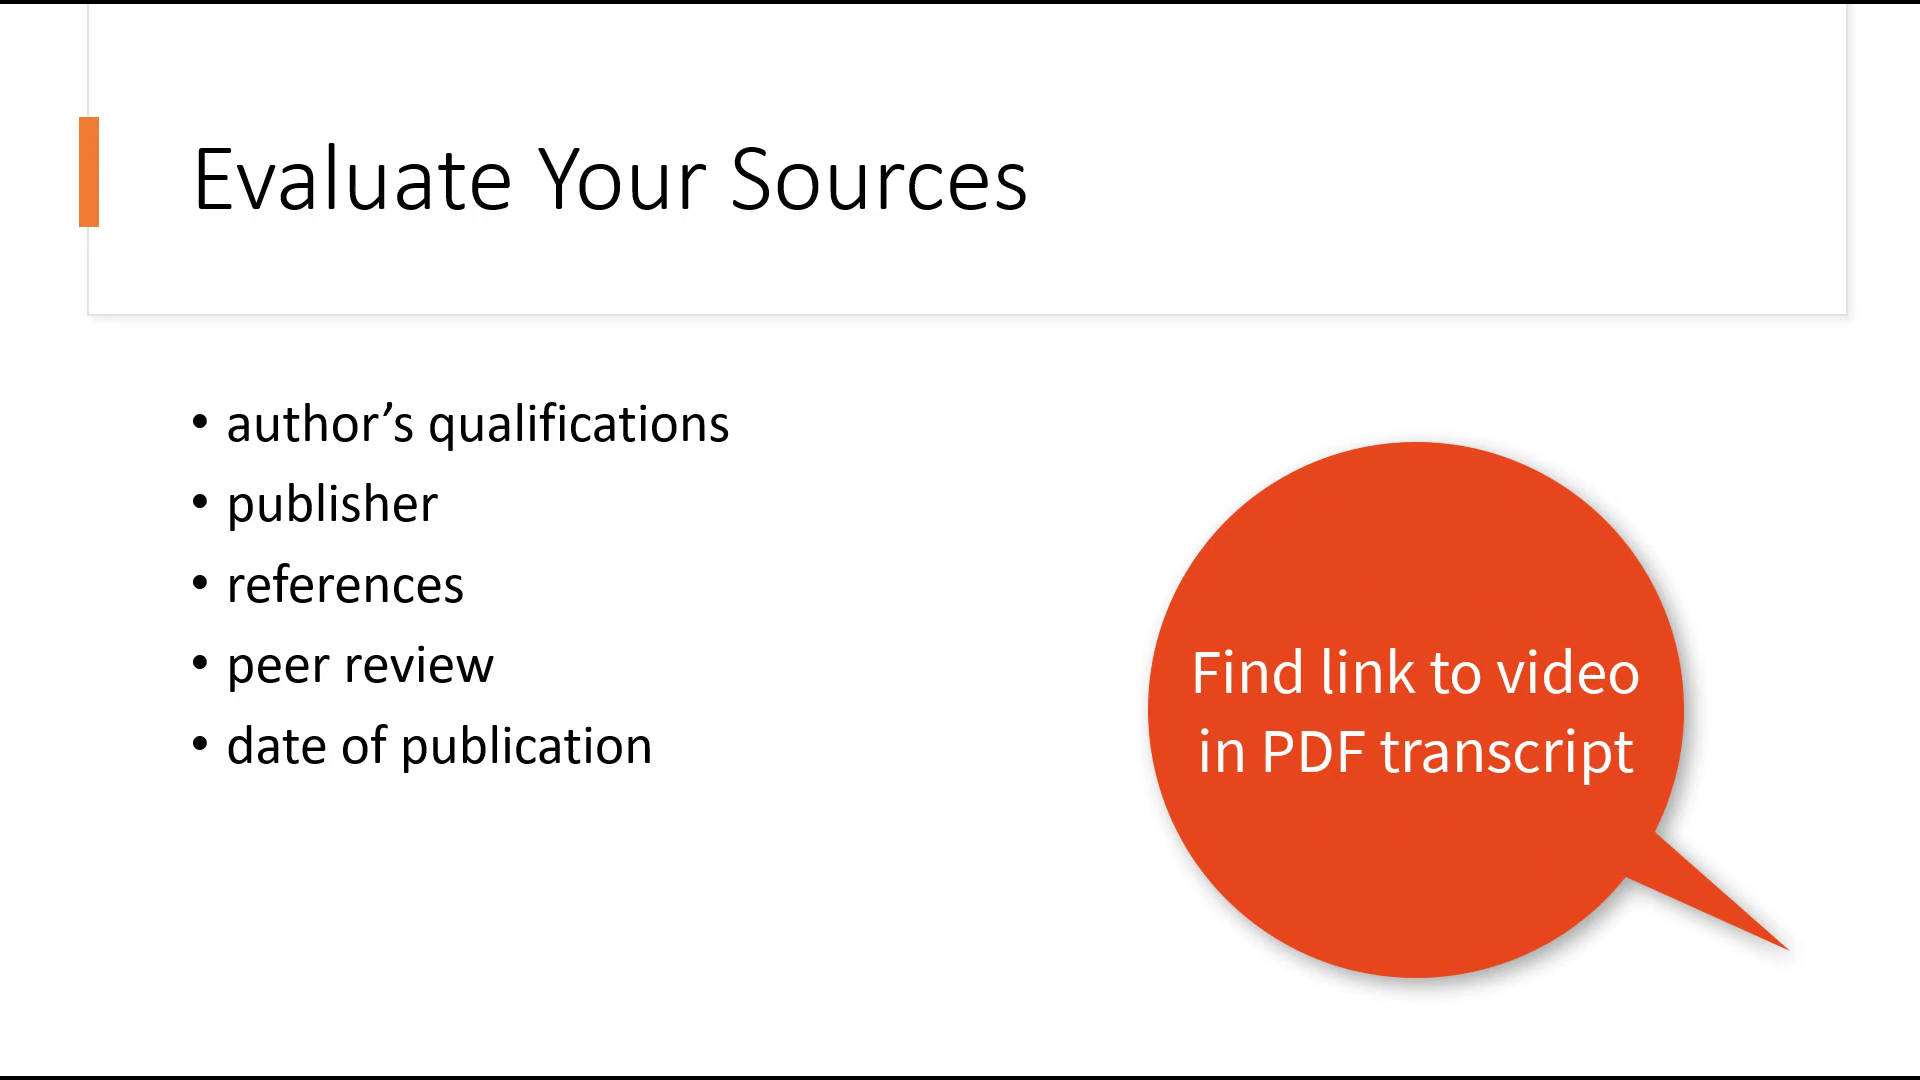 Evaluate Your Sources
• author’s qualifications
• publisher
• references
• peer review
• date of publication
Find link to video
in PDF transcript